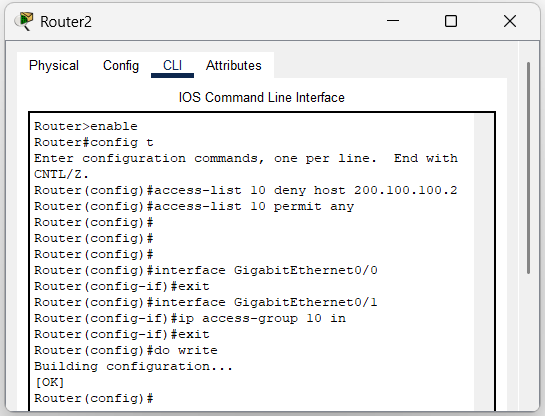 Router2
Physical Config CLI Attributes
IOS Command Line Interface
Router>enable
Router#config t
Enter configuration commands, one per line.  End with
CNTL/Z.
Router(config)#access-list 10 deny host 200.100.100.2
Router(config)#access-list 10 permit any
Router(config)#
Router(config)#
Router(config)#
Router(config)#interface GigabitEthernet0/0
Router(config-if)#exit
Router(config)#interface GigabitEthernet0/1
Router(config-if)#ip access-group 10 in
Router(config-if)#exit
Router(config)#do write
Building configuration...
[OK]
Router(config)#